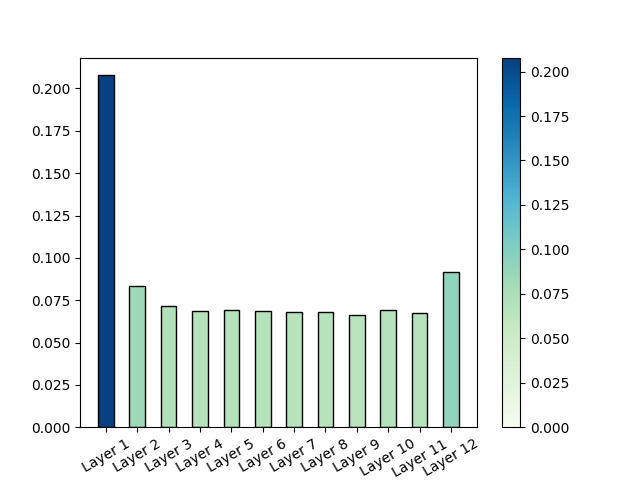 0.200
0.175
0.150
0.125
0.100
0.075
0.050
0.025
0.000
Layer 1
Layer 2
Layer 3
Layer 4
Layer 5
Layer 6
Layer 7
Layer 8
Layer 9
Layer 10
Layer 11
Layer 12
0.200
0.175
0.150
0.125
0.100
0.075
0.050
0.025
0.000